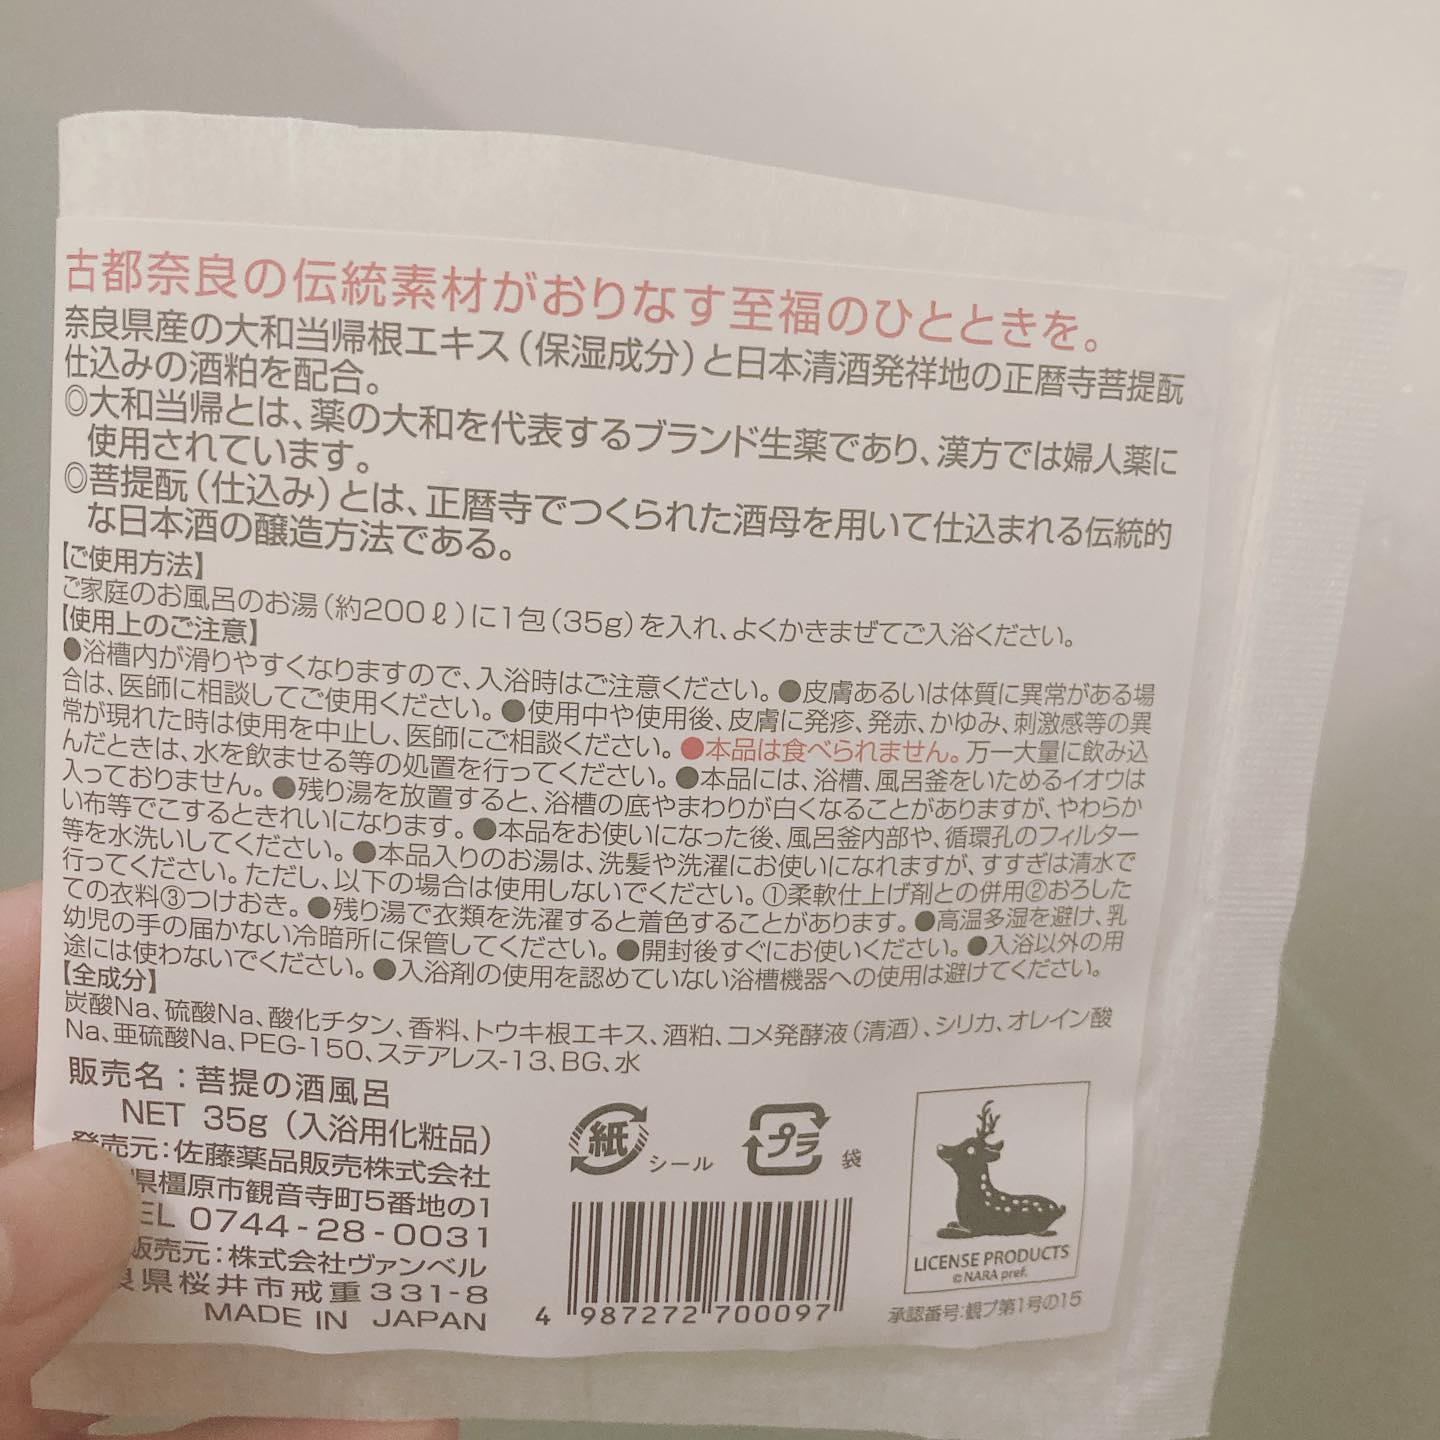 古都奈良の伝統素材がおりなす至福のひとときを。
奈良県産の大和当帰根エキス(保湿成分)と日本清酒発祥地の正暦寺菩提酛
仕込みの酒粕を配合。
◎大和当帰とは、薬の大和を代表するブランド生薬であり、漢方では婦人薬に
使用されています。
◎菩提酛(仕込み)とは、正暦寺でつくられた酒母を用いて仕込まれる伝統的
な日本酒の醸造方法である。
【ご使用方法】
ご家庭のお風呂のお湯(約200ℓ)に1包(35g)を入れ、よくかきまぜてご入浴ください。
【使用上のご注意】
●浴槽内が滑りやすくなりますので、入浴時はご注意ください。●皮膚あるいは体質に異常がある場
合は、医師に相談してご使用ください。●使用中や使用後、皮膚に発疹、発赤、かゆみ、刺激感等の異
常が現れた時は使用を中止し、医師にご相談ください。●本品は食べられません。万一大量に飲み込
んだときは、水を飲ませる等の処置を行ってください。●本品には、浴槽、風呂釜をいためるイオウは
入っておりません。●残り湯を放置すると、浴槽の底やまわりが白くなることがありますが、やわらか
い布等でこするときれいになります。●本品をお使いになった後、風呂釜内部や、循環孔のフィルター
等を水洗いしてください。●本品入りのお湯は、洗髪や洗濯にお使いになれますが、すすぎは清水で
行ってください。ただし、以下の場合は使用しないでください。①柔軟仕上げ剤との併用②おろした
ての衣料③つけおき。●残り湯で衣類を洗濯すると着色することがあります。●高温多湿を避け、乳
幼児の手の届かない冷暗所に保管してください。●開封後すぐにお使いください。●入浴以外の用
途には使わないでください。●入浴剤の使用を認めていない浴槽機器への使用は避けてください。
【全成分】
炭酸Na、硫酸Na、酸化チタン、香料、トウキ根エキス、酒粕、コメ発酵液(清酒)、シリカ、オレイン酸
Na、亜硫酸Na、PEG-150、ステアレス-13、BG、水
販売名:菩提の酒風呂
NET 35g (入浴用化粧品)
発売元:佐藤薬品販売株式会社
県橿原市観音寺町5番地の1
EL 0744-28-0031
販売元:株式会社ヴァンベル
良県桜井市戒重331-8
MADE IN JAPAN
紙
シール
プラ
袋
4 987272 700097
LICENSE PRODUCTS
©NARA pref.
承認番号:観プ第1号の15